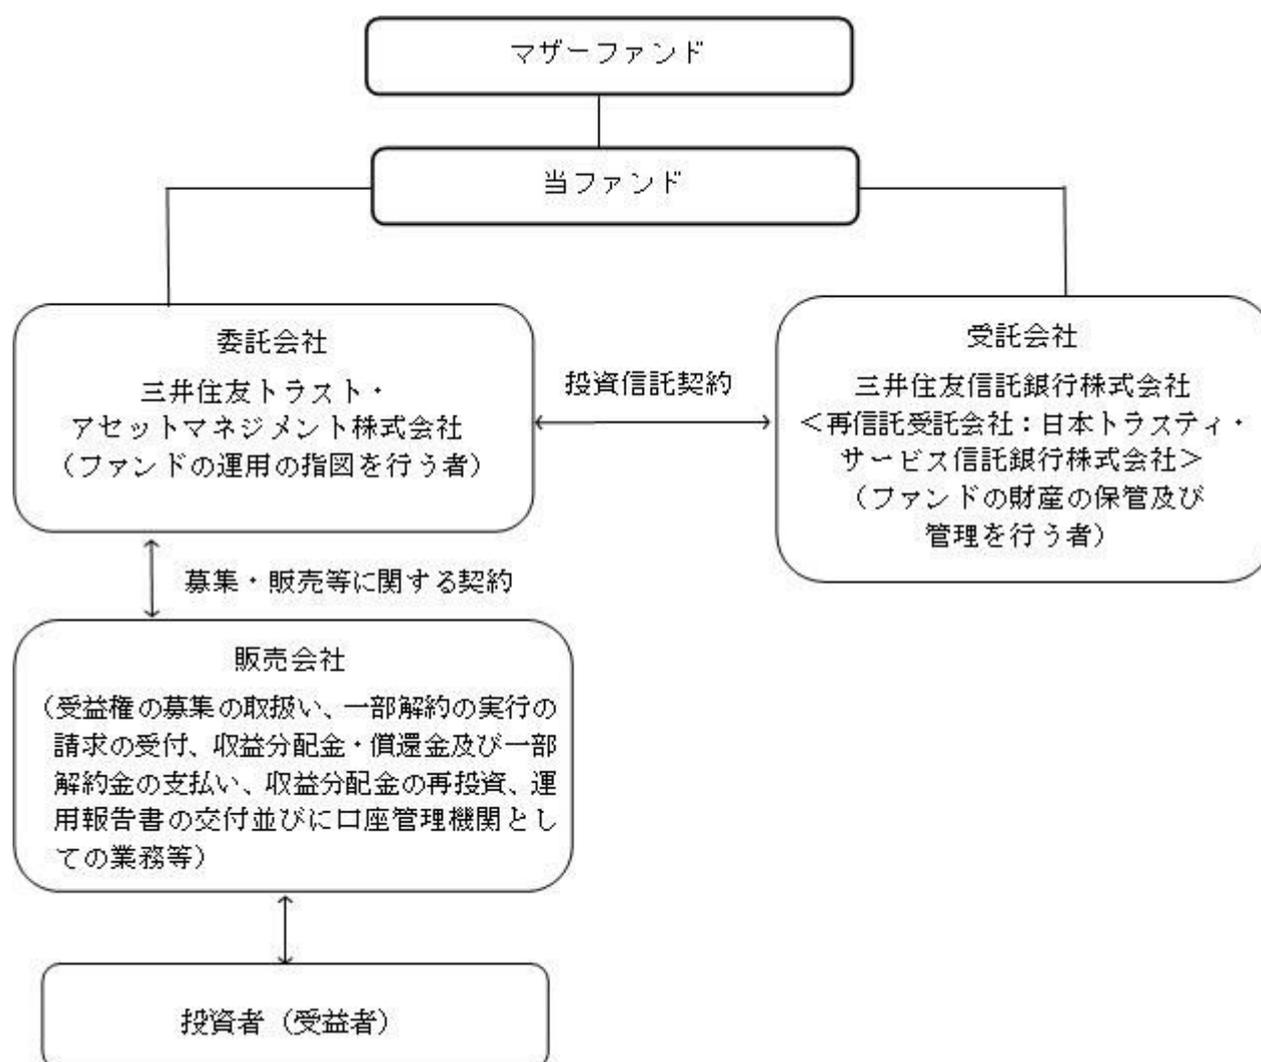 マザーファンド
当ファンド
委託会社
三井住友トラスト・
アセットマネジメント株式会社
（ファンドの運用の指図を行う者）
投資信託契約
受託会社
三井住友信託銀行株式会社
＜再信託受託会社：日本トラスティ・
サービス信託銀行株式会社＞
（ファンドの財産の保管及び
管理を行う者）
募集・販売等に関する契約
販売会社
（受益権の募集の取扱い、一部解約の実行の
請求の受付、収益分配金・償還金及び一部
解約金の支払い、収益分配金の再投資、運
用報告書の交付並びに口座管理機関とし
ての業務等）
投資者（受益者）